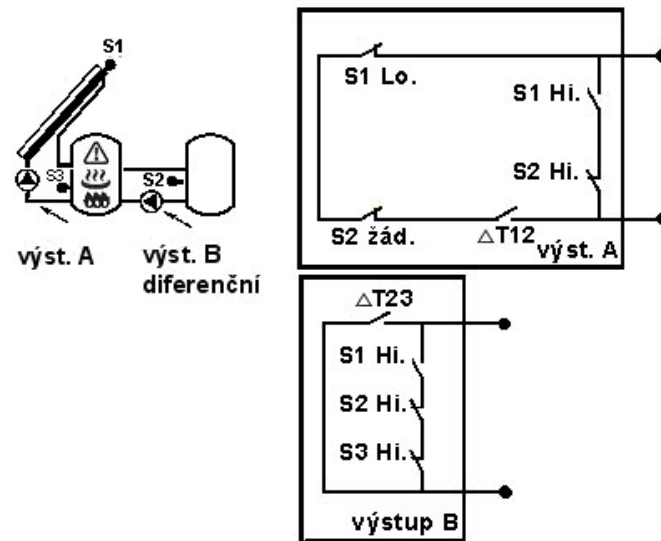 S1
S3
S2
výst. A
výst. B
diferenční
S1 Lo.
S1 Hi.
S2 Hi.
S2 žád.
△T12
výst. A
△T23
S1 Hi.
S2 Hi.
S3 Hi.
výstup B